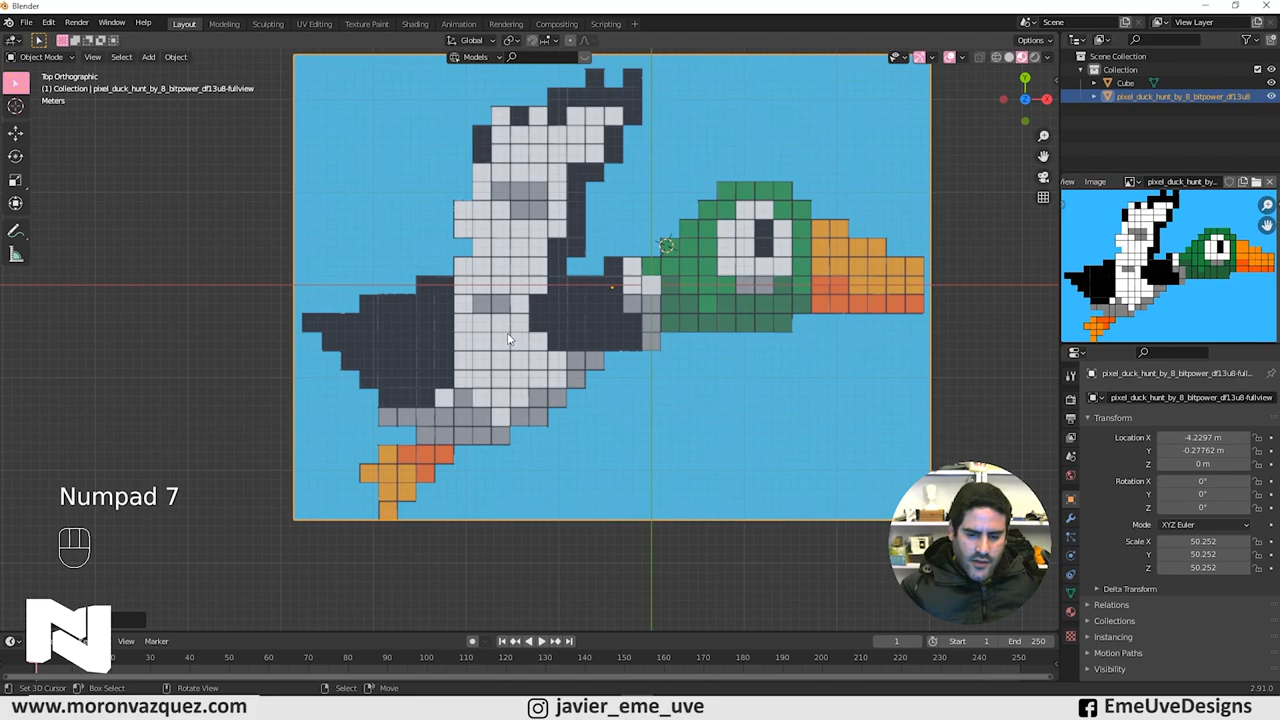 Blender
File Edit Render Window Help
Layout Modeling Sculpting UV Editing Texture Paint Shading Animation Rendering Compositing Scripting +
Scene
View Layer
Global
Options
Object Mode View Select Add Object
Models
Top Orthographic
(1) Collection | pixel_duck_hunt_by_8_bitpower_df13u8-fullview
Meters
Scene Collection
Collection
Cube
pixel_duck_hunt_by_8_bitpower_df13u8
View Image pixel_duck_hunt_by...
pixel_duck_hunt_by_8_bitpower_df13u8-full...
pixel_duck_hunt_by_8_bitpower_df13u8-fullview
Transform
Location X -4.2297 m
Y -0.27762 m
Z 0 m
Rotation X 0°
Y 0°
Z 0°
Mode XYZ Euler
Scale X 50.252
Y 50.252
Z 50.252
Delta Transform
Relations
Collections
Instancing
Motion Paths
Visibility
Numpad 7
N
View Marker
1
Start 1
End 250
30 40 50 60 70 80 90 100 110 120 130 140 150 160 170 180 190 200 210 220 230 240 250
Set 3D Cursor Box Select Rotate View Select Move
2.91.0
www.moronvazquez.com
javier_eme_uve
EmeUveDesigns